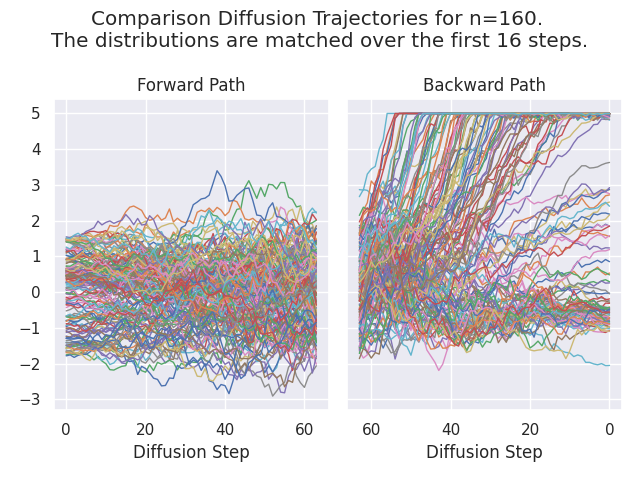 Comparison Diffusion Trajectories for n=160.
The distributions are matched over the first 16 steps.
Forward Path
Backward Path
5
4
3
2
1
0
−1
−2
−3
0 20 40 60
60 40 20 0
Diffusion Step
Diffusion Step